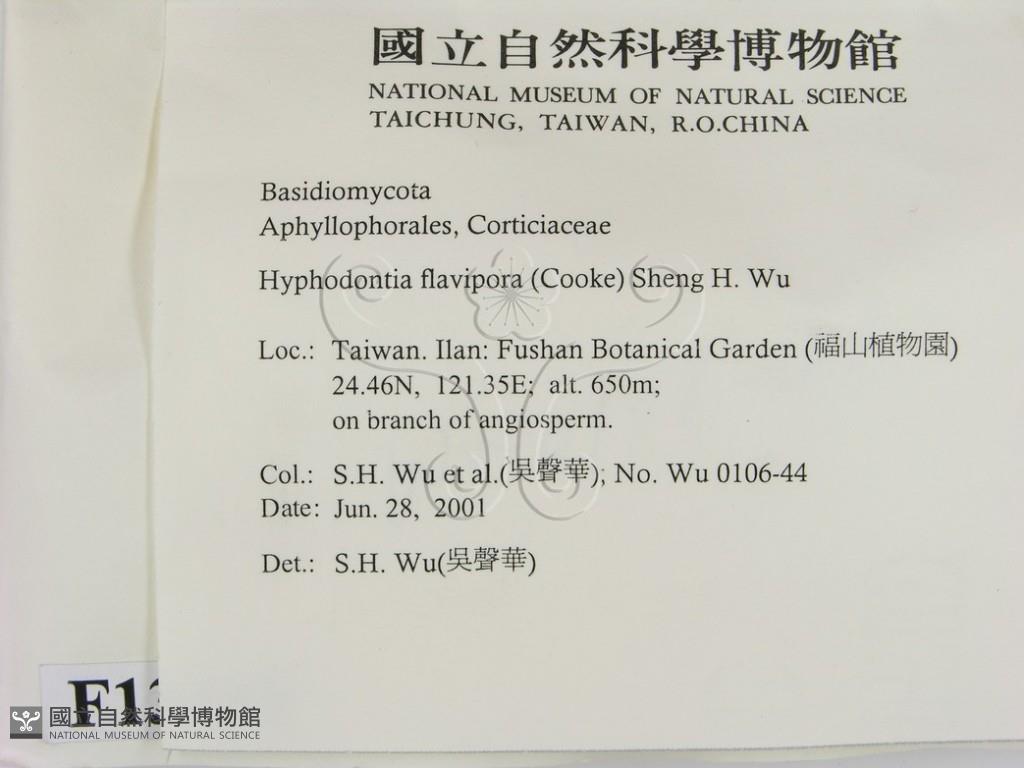 國立自然科學博物館
NATIONAL MUSEUM OF NATURAL SCIENCE
TAICHUNG, TAIWAN, R.O.CHINA
Basidiomycota
Aphyllophorales, Corticiaceae
Hyphodontia flavipora (Cooke) Sheng H. Wu
Loc.: Taiwan. Ilan: Fushan Botanical Garden (福山植物園)
24.46N, 121.35E; alt. 650m;
on branch of angiosperm.
Col.: S.H. Wu et al.(吳聲華); No. Wu 0106-44
Date: Jun. 28, 2001
Det.: S.H. Wu(吳聲華)
國立自然科學博物館
NATIONAL MUSEUM OF NATURAL SCIENCE